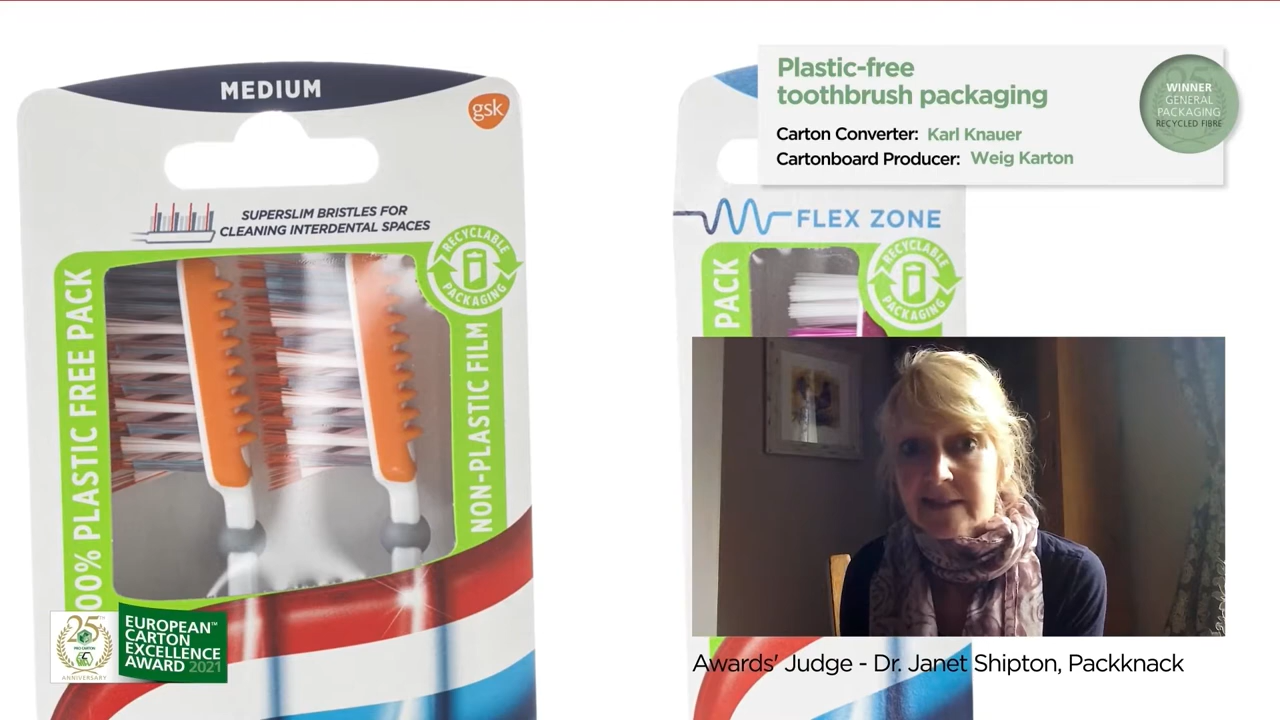 MEDIUM
gsk
SUPERSLIM BRISTLES FOR
CLEANING INTERDENTAL SPACES
RECYCLABLE
PACKAGING
00% PLASTIC FREE PACK
NON-PLASTIC FILM
Plastic-free
toothbrush packaging
Carton Converter: Karl Knauer
Cartonboard Producer: Weig Karton
25
WINNER
GENERAL
PACKAGING
RECYCLED FIBRE
FLEX ZONE
RECYCLABLE
PACKAGING
PACK
25TH
PRO CARTON
ANNIVERSARY
EUROPEAN™
CARTON
EXCELLENCE
AWARD 2021
Awards' Judge - Dr. Janet Shipton, Packknack